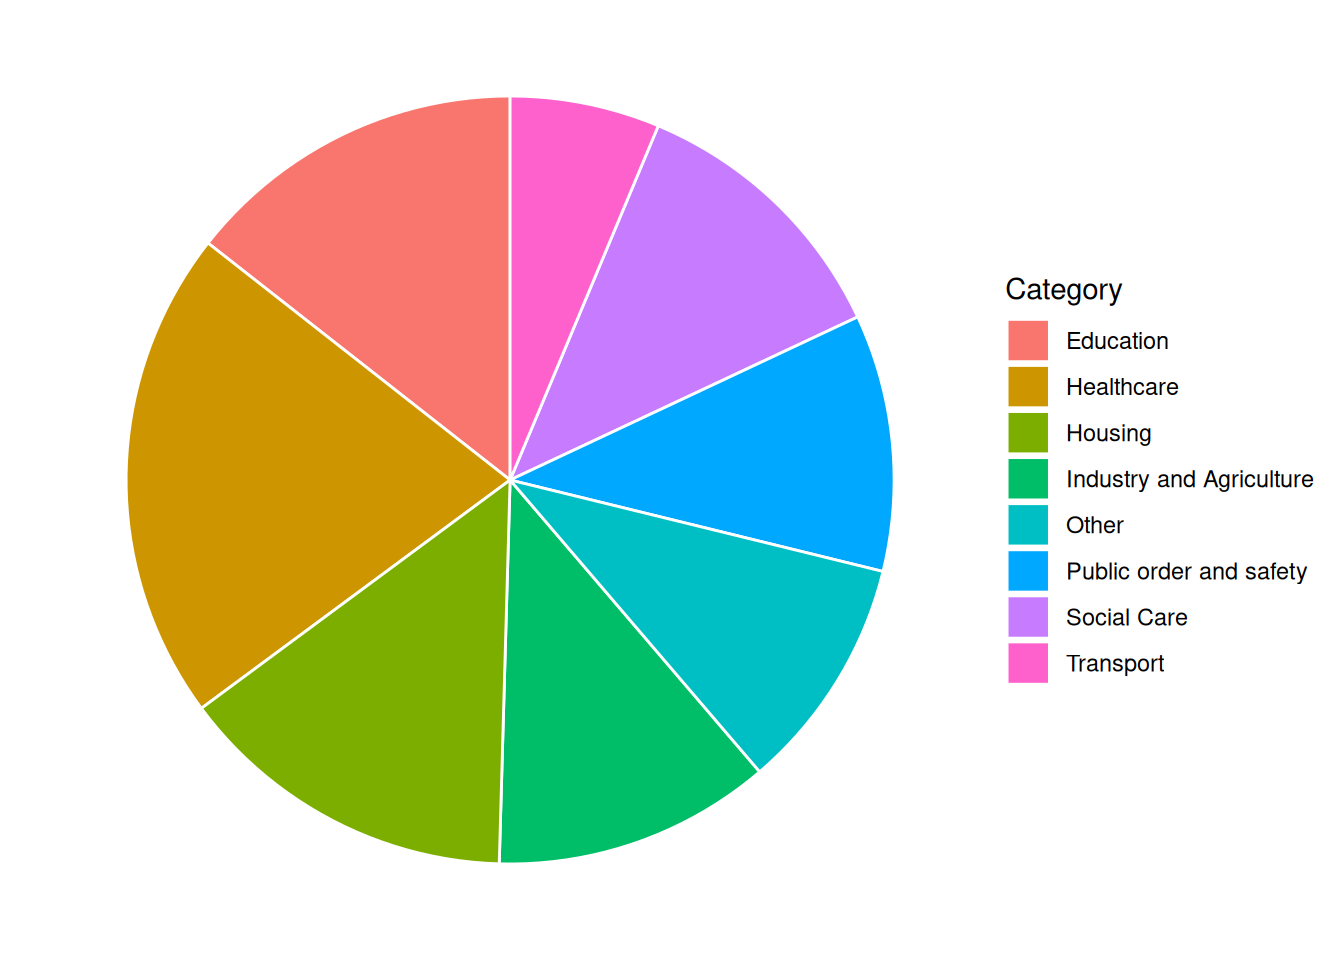 Category
Education
Healthcare
Housing
Industry and Agriculture
Other
Public order and safety
Social Care
Transport